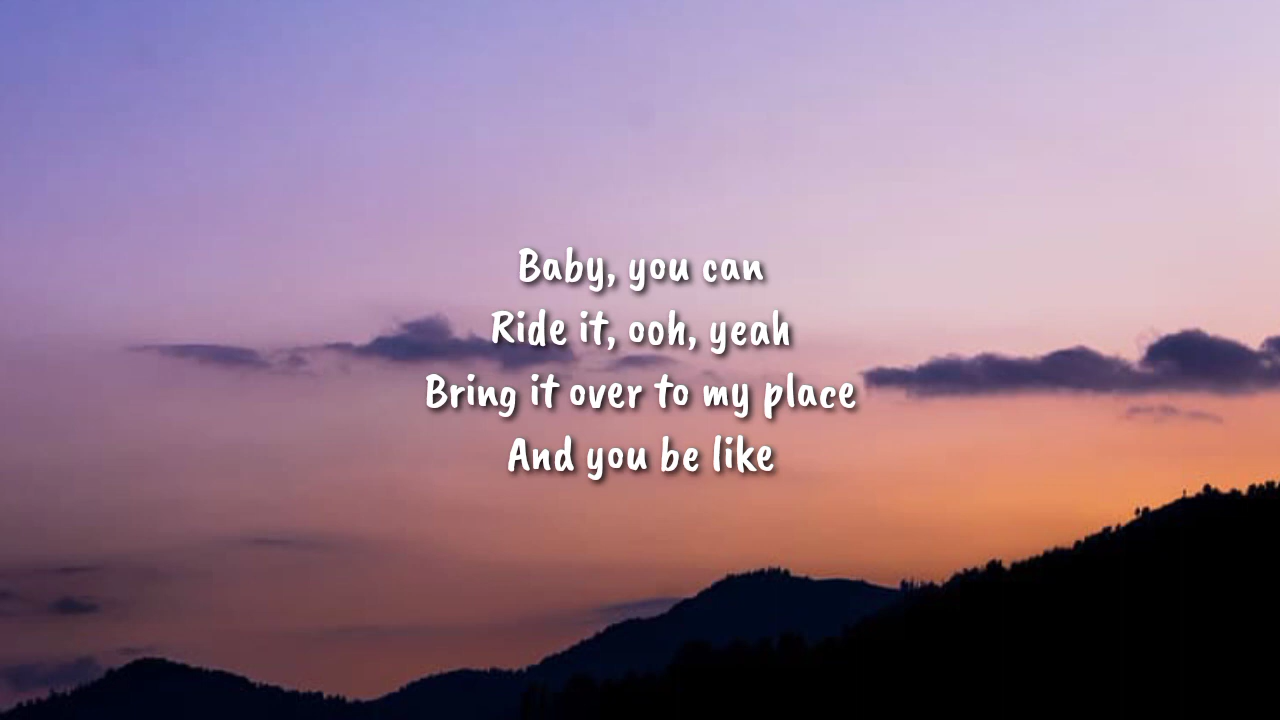 Baby, you can
Ride it, ooh, yeah
Bring it over to my place
And you be like